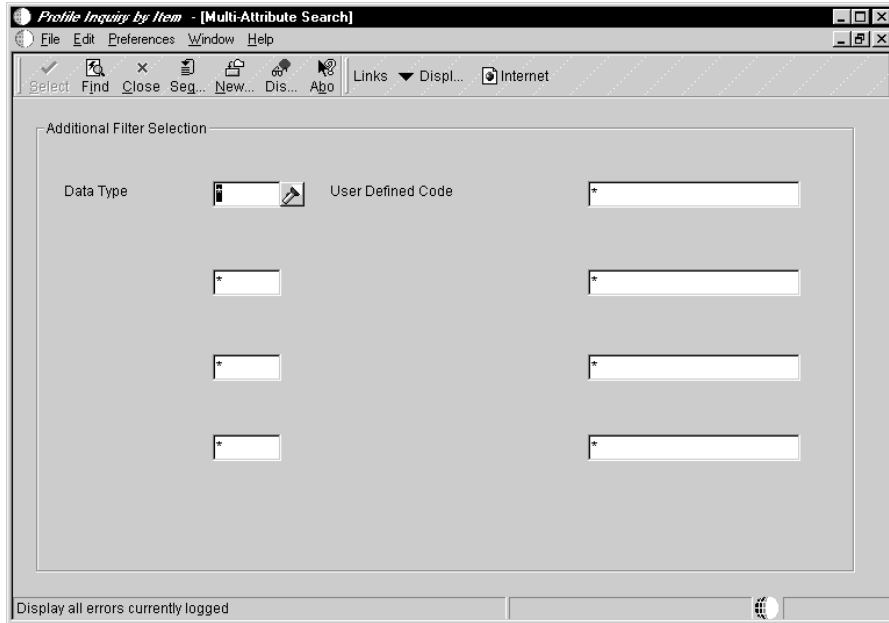 Profile Inquiry by Item - [Multi-Attribute Search]
File Edit Preferences Window Help
Select Find Close Seq... New... Dis... Abo Links Displ... Internet
Additional Filter Selection
Data Type * User Defined Code *
* *
* *
* *
Display all errors currently logged